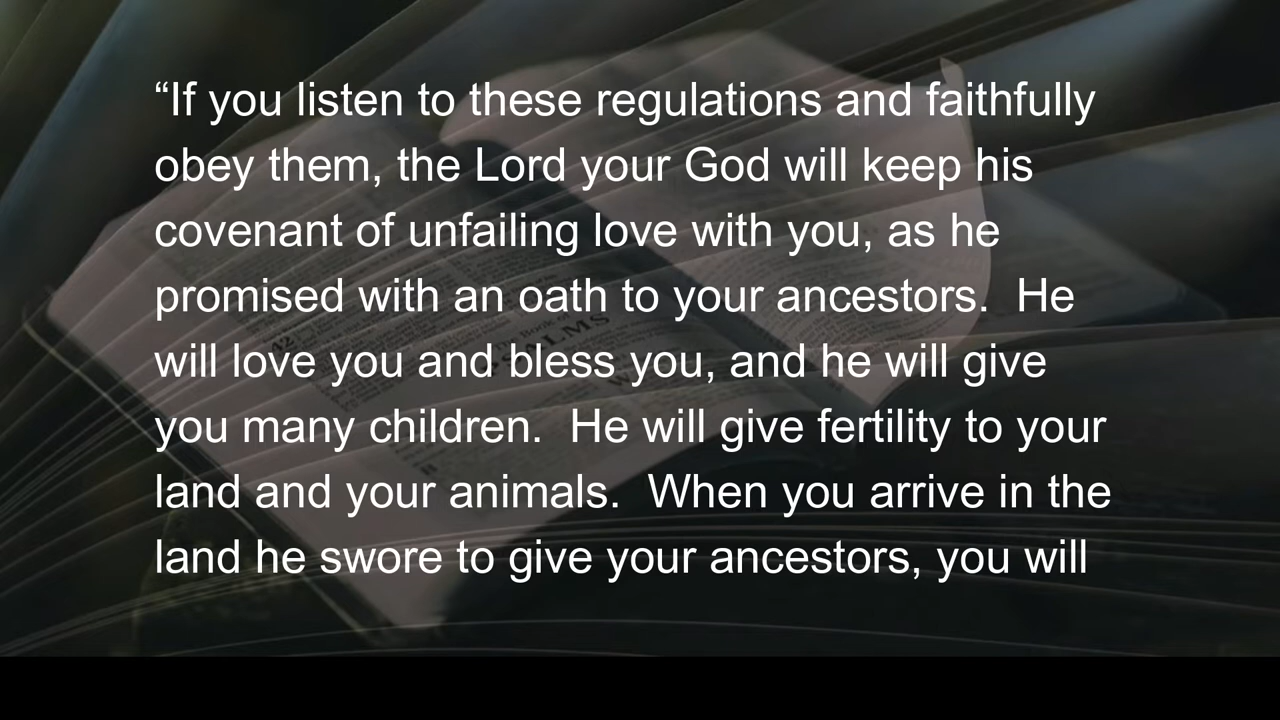 “If you listen to these regulations and faithfully
obey them, the Lord your God will keep his
covenant of unfailing love with you, as he
promised with an oath to your ancestors.  He
will love you and bless you, and he will give
you many children.  He will give fertility to your
land and your animals.  When you arrive in the
land he swore to give your ancestors, you will